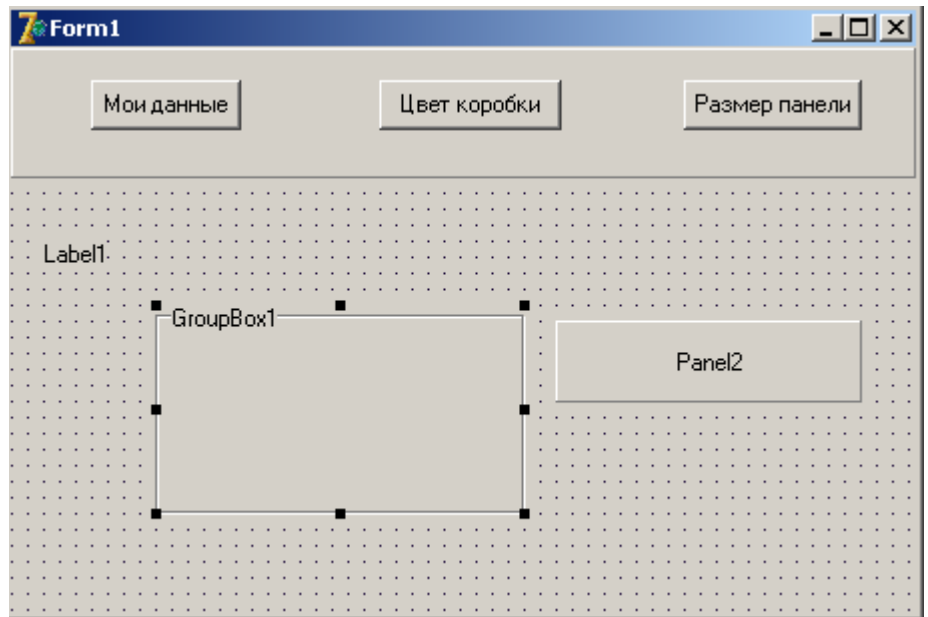 Form1
Мои данные
Цвет коробки
Размер панели
Label1
GroupBox1
Panel2